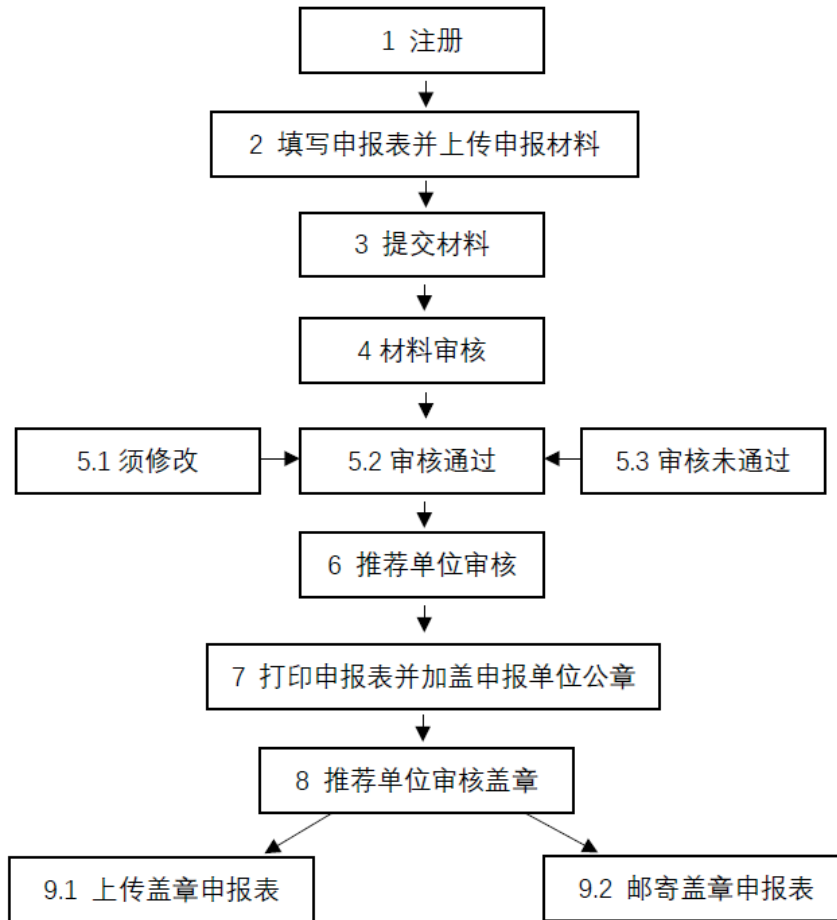 1 注册
2 填写申报表并上传申报材料
3 提交材料
4 材料审核
5.1 须修改
5.2 审核通过
5.3 审核未通过
6 推荐单位审核
7 打印申报表并加盖申报单位公章
8 推荐单位审核盖章
9.1 上传盖章申报表
9.2 邮寄盖章申报表